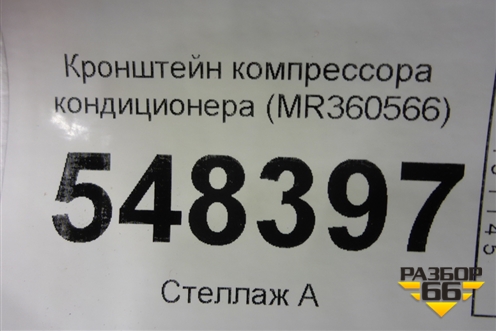 Кронштейн компрессора
кондиционера (MR360566)
548397
Стеллаж А
РАЗБОР
66